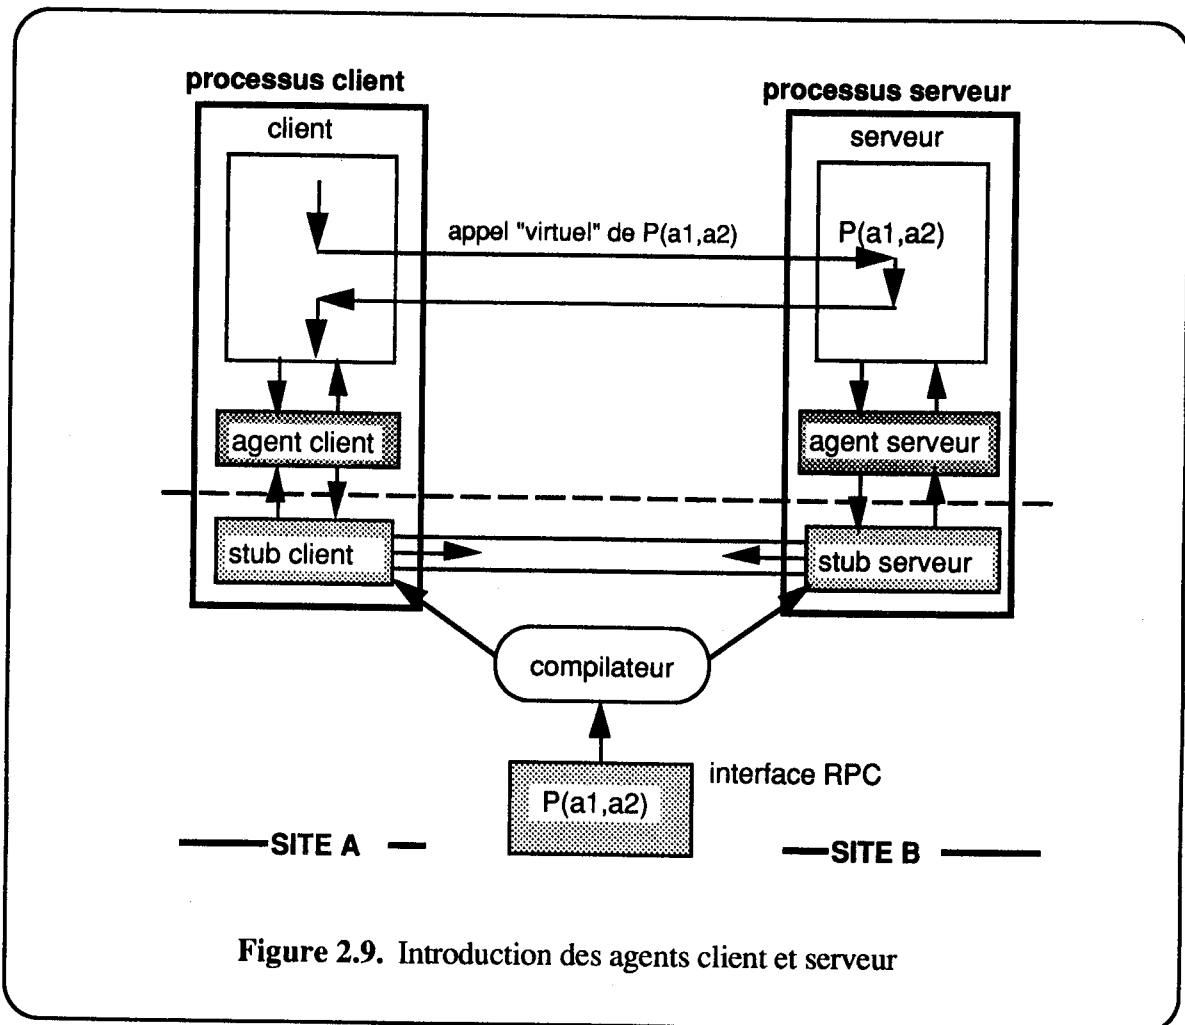 processus client
processus serveur
client
serveur
appel "virtuel" de P(a1,a2)
P(a1,a2)
agent client
agent serveur
stub client
stub serveur
compilateur
interface RPC
P(a1,a2)
SITE A
SITE B
Figure 2.9. Introduction des agents client et serveur